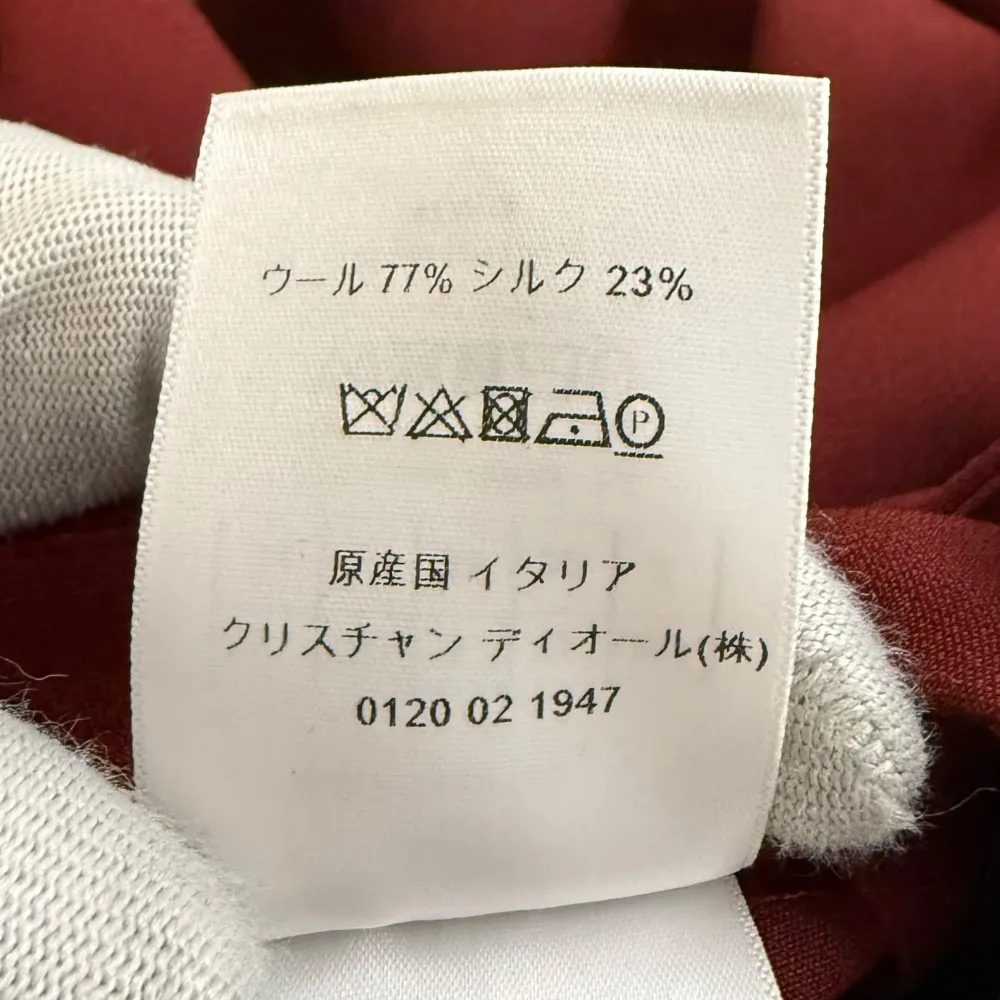 ウール 77% シルク 23%
P
原産国 イタリア
クリスチャン ディオール(株)
0120 02 1947